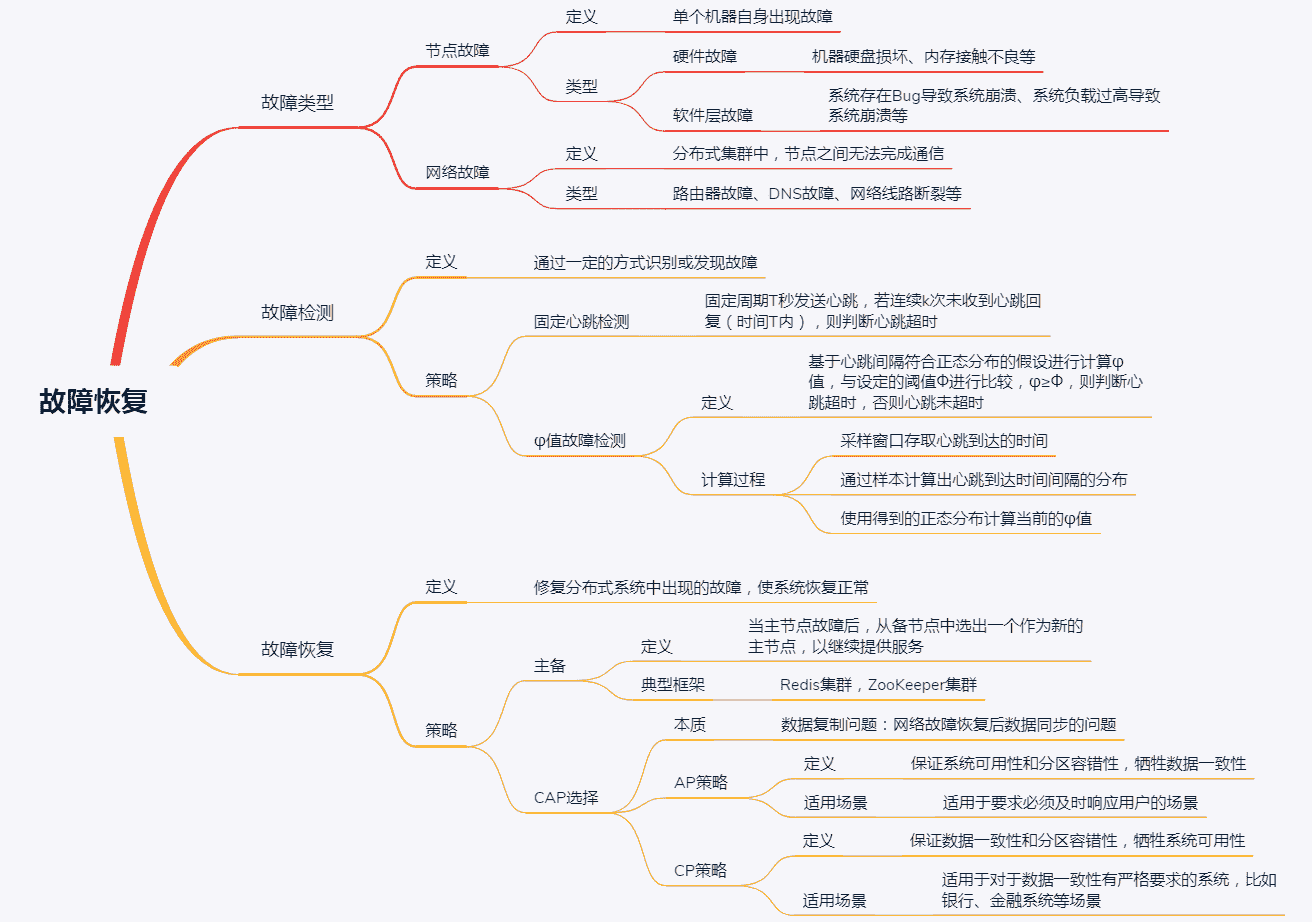 故障恢复
故障类型
节点故障
定义
单个机器自身出现故障
类型
硬件故障
机器硬盘损坏、内存接触不良等
软件层故障
系统存在Bug导致系统崩溃、系统负载过高导致
系统崩溃等
网络故障
定义
分布式集群中，节点之间无法完成通信
类型
路由器故障、DNS故障、网络线路断裂等
故障检测
定义
通过一定的方式识别或发现故障
策略
固定心跳检测
固定周期T秒发送心跳，若连续k次未收到心跳回
复（时间T内），则判断心跳超时
φ值故障检测
定义
基于心跳间隔符合正态分布的假设进行计算φ
值，与设定的阈值Φ进行比较，φ≥Φ，则判断心
跳超时，否则心跳未超时
计算过程
采样窗口存取心跳到达的时间
通过样本计算出心跳到达时间间隔的分布
使用得到的正态分布计算当前的φ值
故障恢复
定义
修复分布式系统中出现的故障，使系统恢复正常
策略
主备
定义
当主节点故障后，从备节点中选出一个作为新的
主节点，以继续提供服务
典型框架
Redis集群，ZooKeeper集群
CAP选择
本质
数据复制问题：网络故障恢复后数据同步的问题
AP策略
定义
保证系统可用性和分区容错性，牺牲数据一致性
适用场景
适用于要求必须及时响应用户的场景
CP策略
定义
保证数据一致性和分区容错性，牺牲系统可用性
适用场景
适用于对于数据一致性有严格要求的系统，比如
银行、金融系统等场景